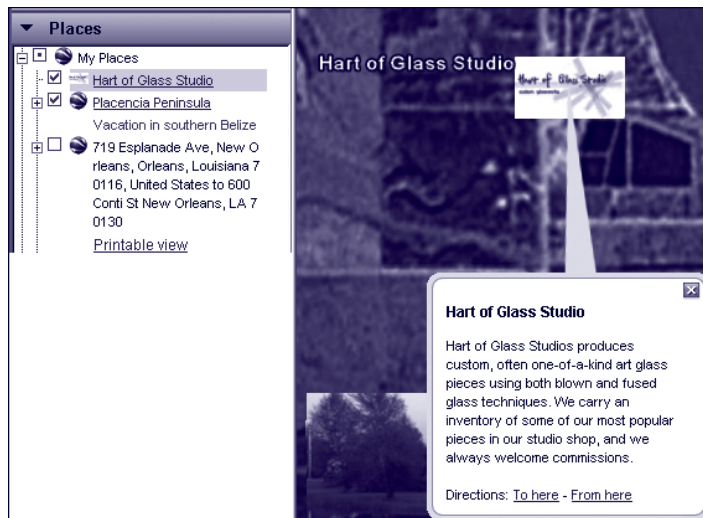 Places
My Places
Hart of Glass Studio
Placencia Peninsula
Vacation in southern Belize
719 Esplanade Ave, New O
rleans, Orleans, Louisiana 7
0116, United States to 600
Conti St New Orleans, LA 7
0130
Printable view
Hart of Glass Studio
Hart of Glass Studio
Hart of Glass Studio
Hart of Glass Studios produces
custom, often one-of-a-kind art glass
pieces using both blown and fused
glass techniques. We carry an
inventory of some of our most popular
pieces in our studio shop, and we
always welcome commissions.
Directions: To here - From here